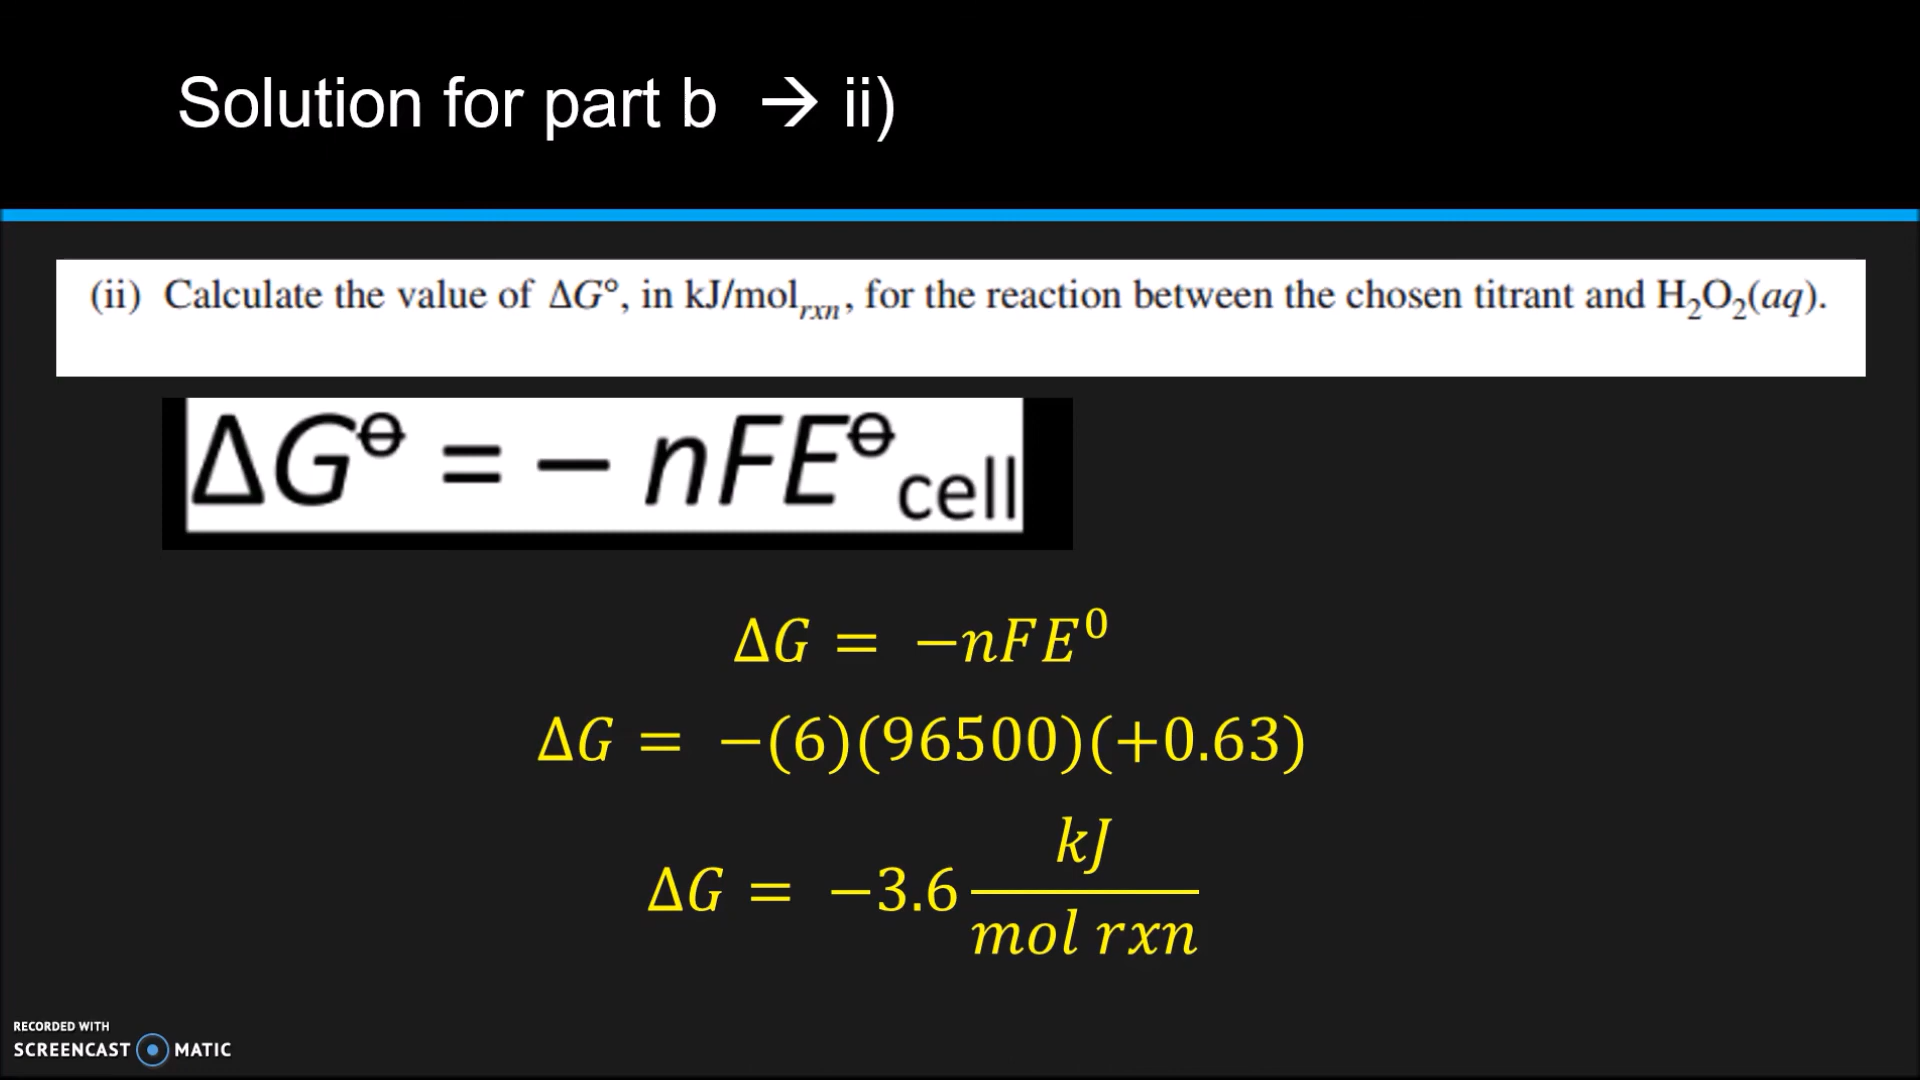 Solution for part b → ii)
(ii) Calculate the value of ΔG°, in kJ/mol_rxn, for the reaction between the chosen titrant and H₂O₂(aq).
ΔG⦵ = − nFE⦵cell
ΔG = −nFE⁰
ΔG = −(6)(96500)(+0.63)
ΔG = −3.6 kJ/mol rxn
RECORDED WITH
SCREENCAST MATIC